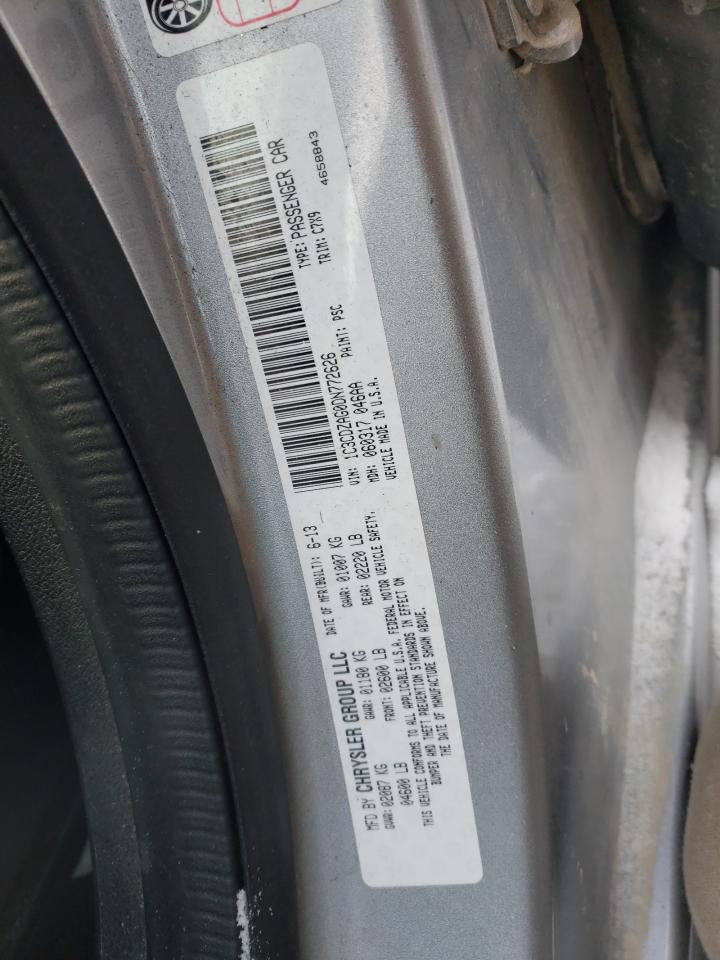 MFD BY CHRYSLER GROUP LLC DATE OF MFR(BUILT): 6-13
GVWR: 02087 KG GAWR: 01180 KG GAWR: 01007 KG
04600 LB FRONT: 02600 LB REAR: 02220 LB
THIS VEHICLE CONFORMS TO ALL APPLICABLE U.S.A. FEDERAL MOTOR VEHICLE SAFETY,
BUMPER AND THEFT PREVENTION STANDARDS IN EFFECT ON
THE DATE OF MANUFACTURE SHOWN ABOVE.
VIN: 1C3CDZAG0DN772626 TYPE: PASSENGER CAR
MDH: 060317 046AA PAINT: PSC TRIM: C7X9
VEHICLE MADE IN U.S.A. 4658843